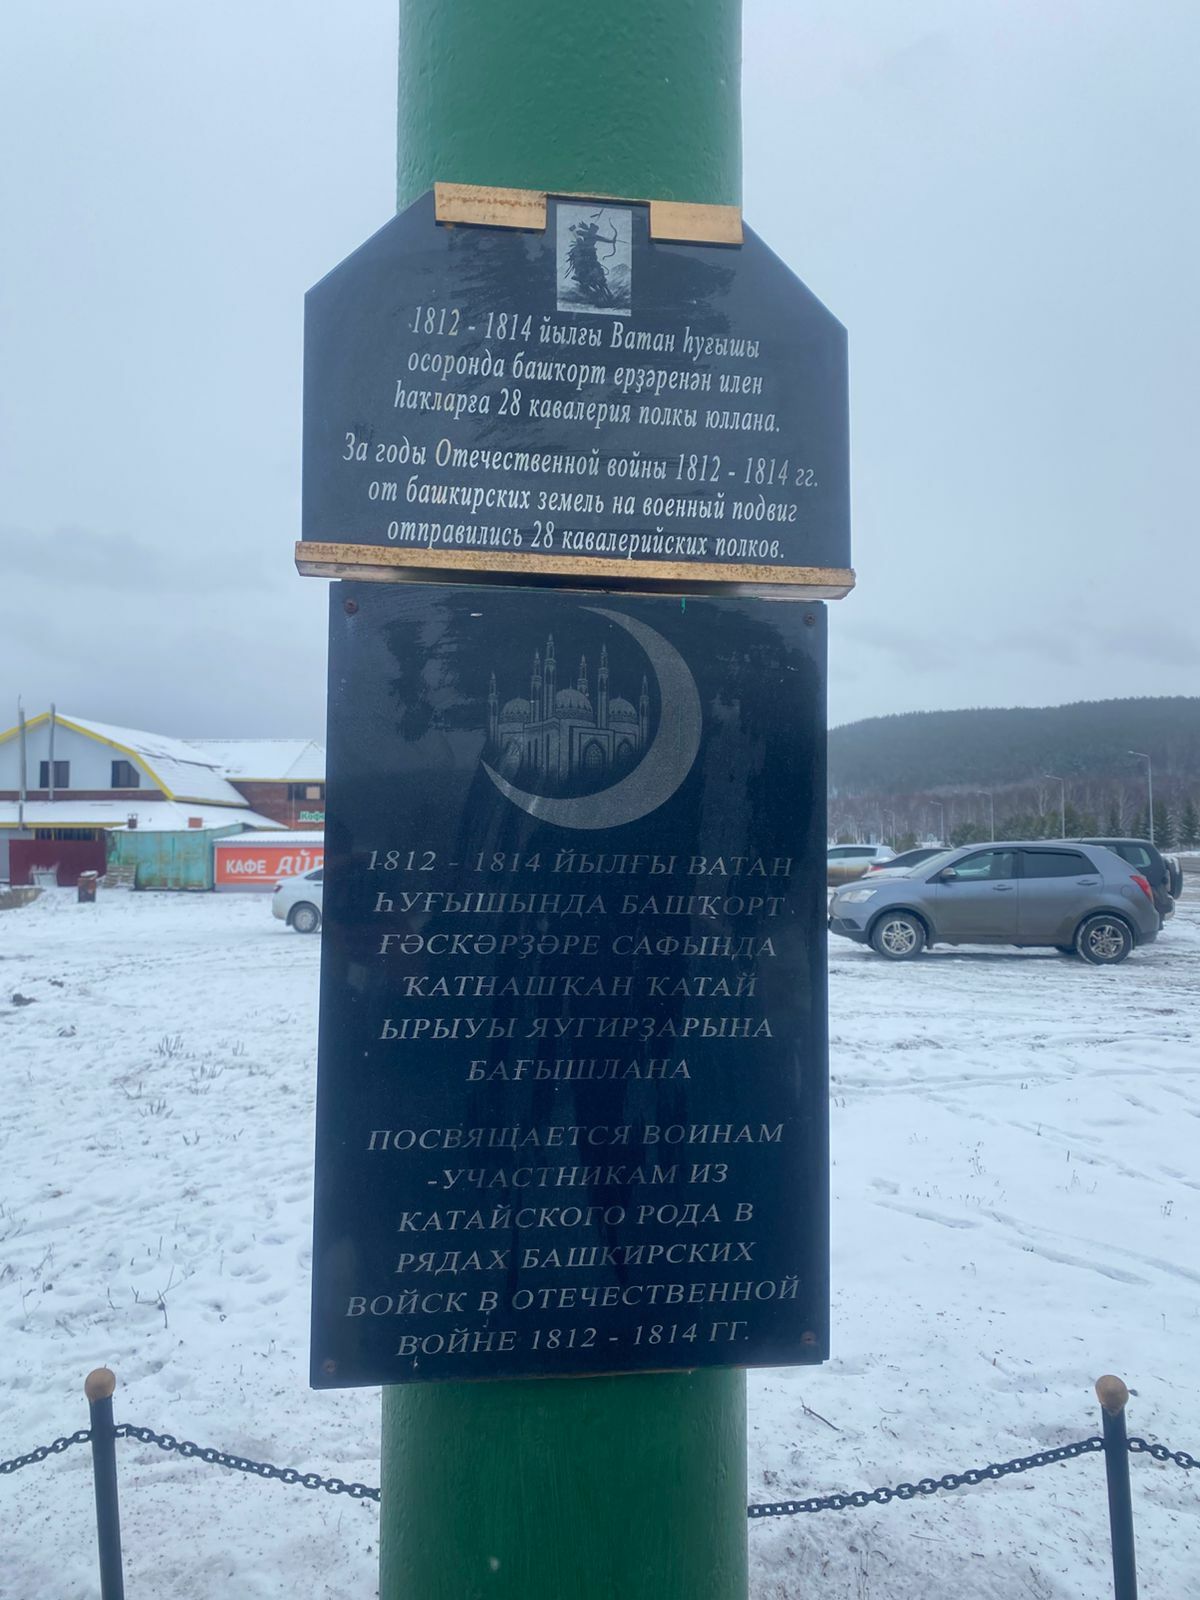 1812 - 1814 йылғы Ватан һуғышы
осоронда башҡорт ерҙәренән илен
һаҡларға 28 кавалерия полкы юллана.
За годы Отечественной войны 1812 - 1814 гг.
от башкирских земель на военный подвиг
отправились 28 кавалерийских полков.
1812 - 1814 ЙЫЛҒЫ ВАТАН
ҺУҒЫШЫНДА БАШҠОРТ
ҒӘСКӘРҘӘРЕ САФЫНДА
ҠАТНАШҠАН ҠАТАЙ
ЫРЫУЫ ЯУГИРҘАРЫНА
БАҒЫШЛАНА
ПОСВЯЩАЕТСЯ ВОИНАМ
-УЧАСТНИКАМ ИЗ
КАТАЙСКОГО РОДА В
РЯДАХ БАШКИРСКИХ
ВОЙСК В ОТЕЧЕСТВЕННОЙ
ВОЙНЕ 1812 - 1814 ГГ.
Кафе
КАФЕ